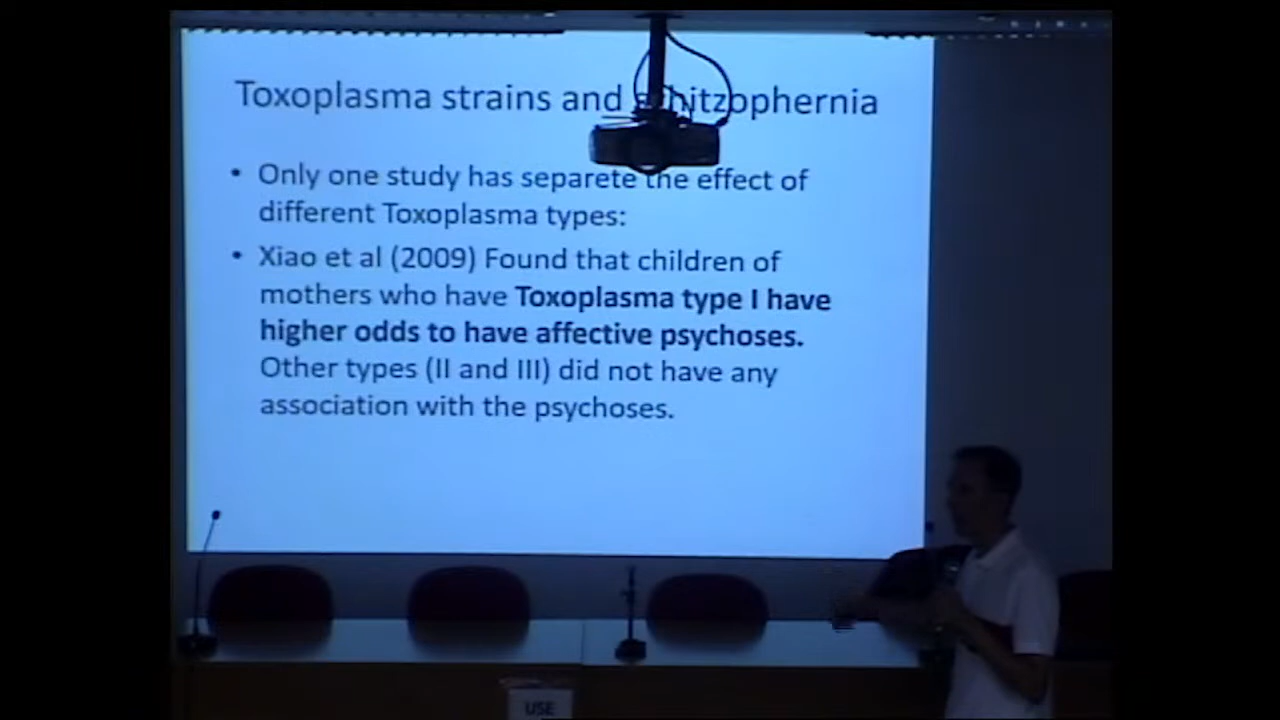 Toxoplasma strains and schitzophernia
• Only one study has separete the effect of
different Toxoplasma types:
• Xiao et al (2009) Found that children of
mothers who have Toxoplasma type I have
higher odds to have affective psychoses.
Other types (II and III) did not have any
association with the psychoses.
USE